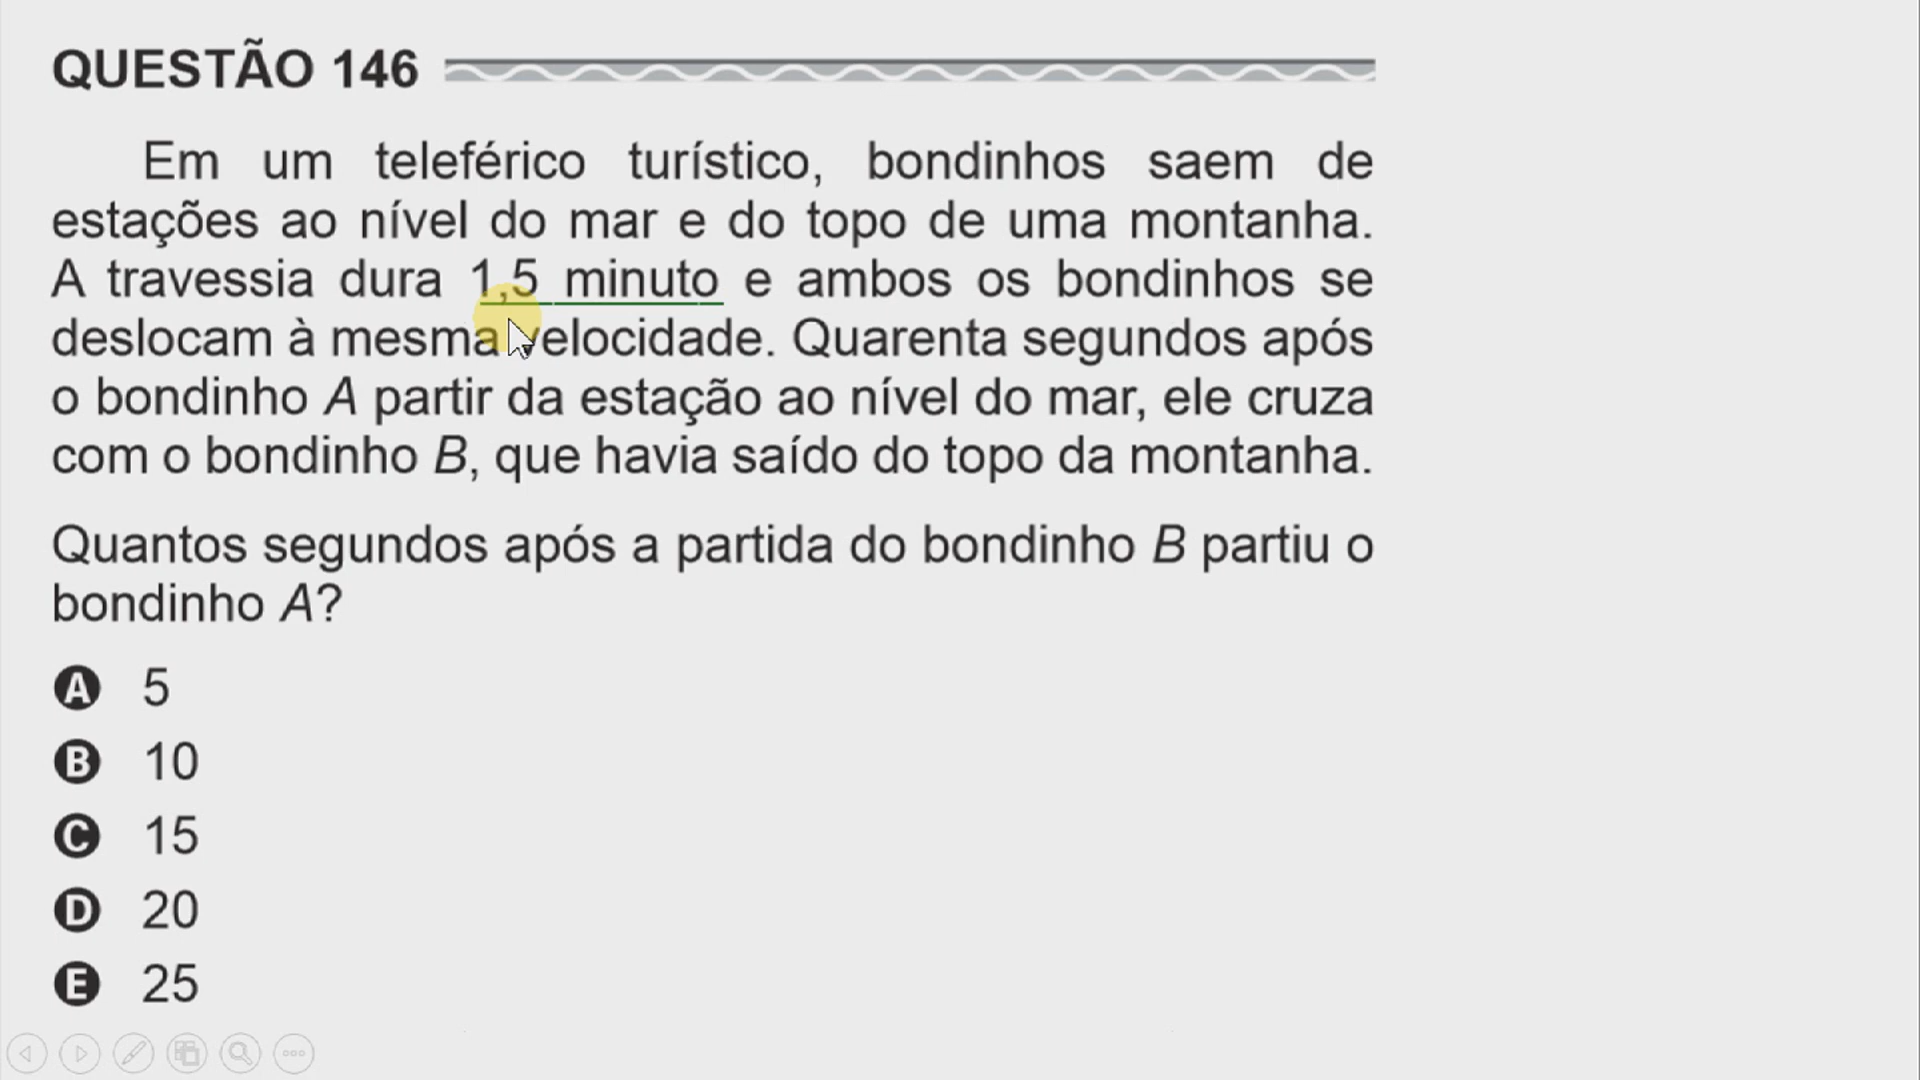 QUESTÃO 146
Em um teleférico turístico, bondinhos saem de
estações ao nível do mar e do topo de uma montanha.
A travessia dura 1,5 minuto e ambos os bondinhos se
deslocam à mesma velocidade. Quarenta segundos após
o bondinho A partir da estação ao nível do mar, ele cruza
com o bondinho B, que havia saído do topo da montanha.
Quantos segundos após a partida do bondinho B partiu o
bondinho A?
A 5
B 10
C 15
D 20
E 25